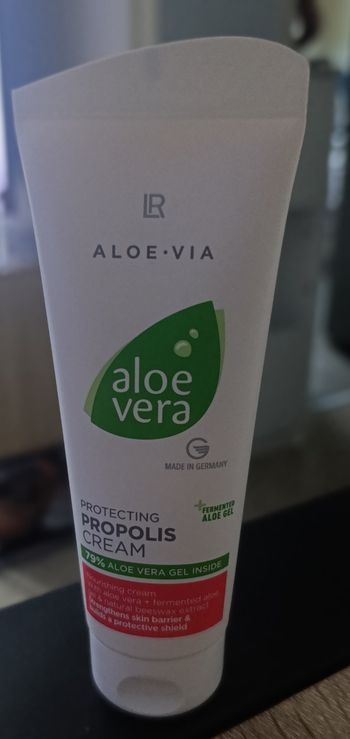 LR
ALOE·VIA
aloe
vera
MADE IN GERMANY
PROTECTING
PROPOLIS
CREAM
+FERMENTED
ALOE GEL
79% ALOE VERA GEL INSIDE
Nourishing cream
with aloe vera + fermented aloe
gel & natural beeswax extract
Strengthens skin barrier &
builds a protective shield